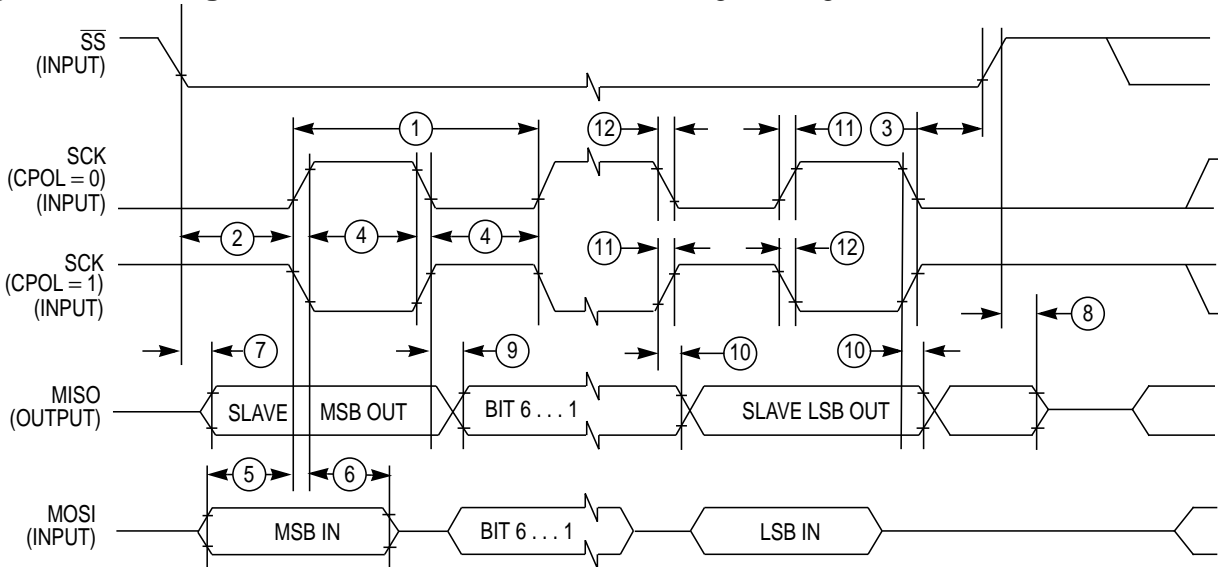 SS
(INPUT)
1
12
11
3
SCK
(CPOL = 0)
(INPUT)
2
4
4
SCK
(CPOL = 1)
(INPUT)
11
12
7
9
10
10
8
MISO
(OUTPUT)
SLAVE
MSB OUT
BIT 6 . . . 1
SLAVE LSB OUT
5
6
MOSI
(INPUT)
MSB IN
BIT 6 . . . 1
LSB IN